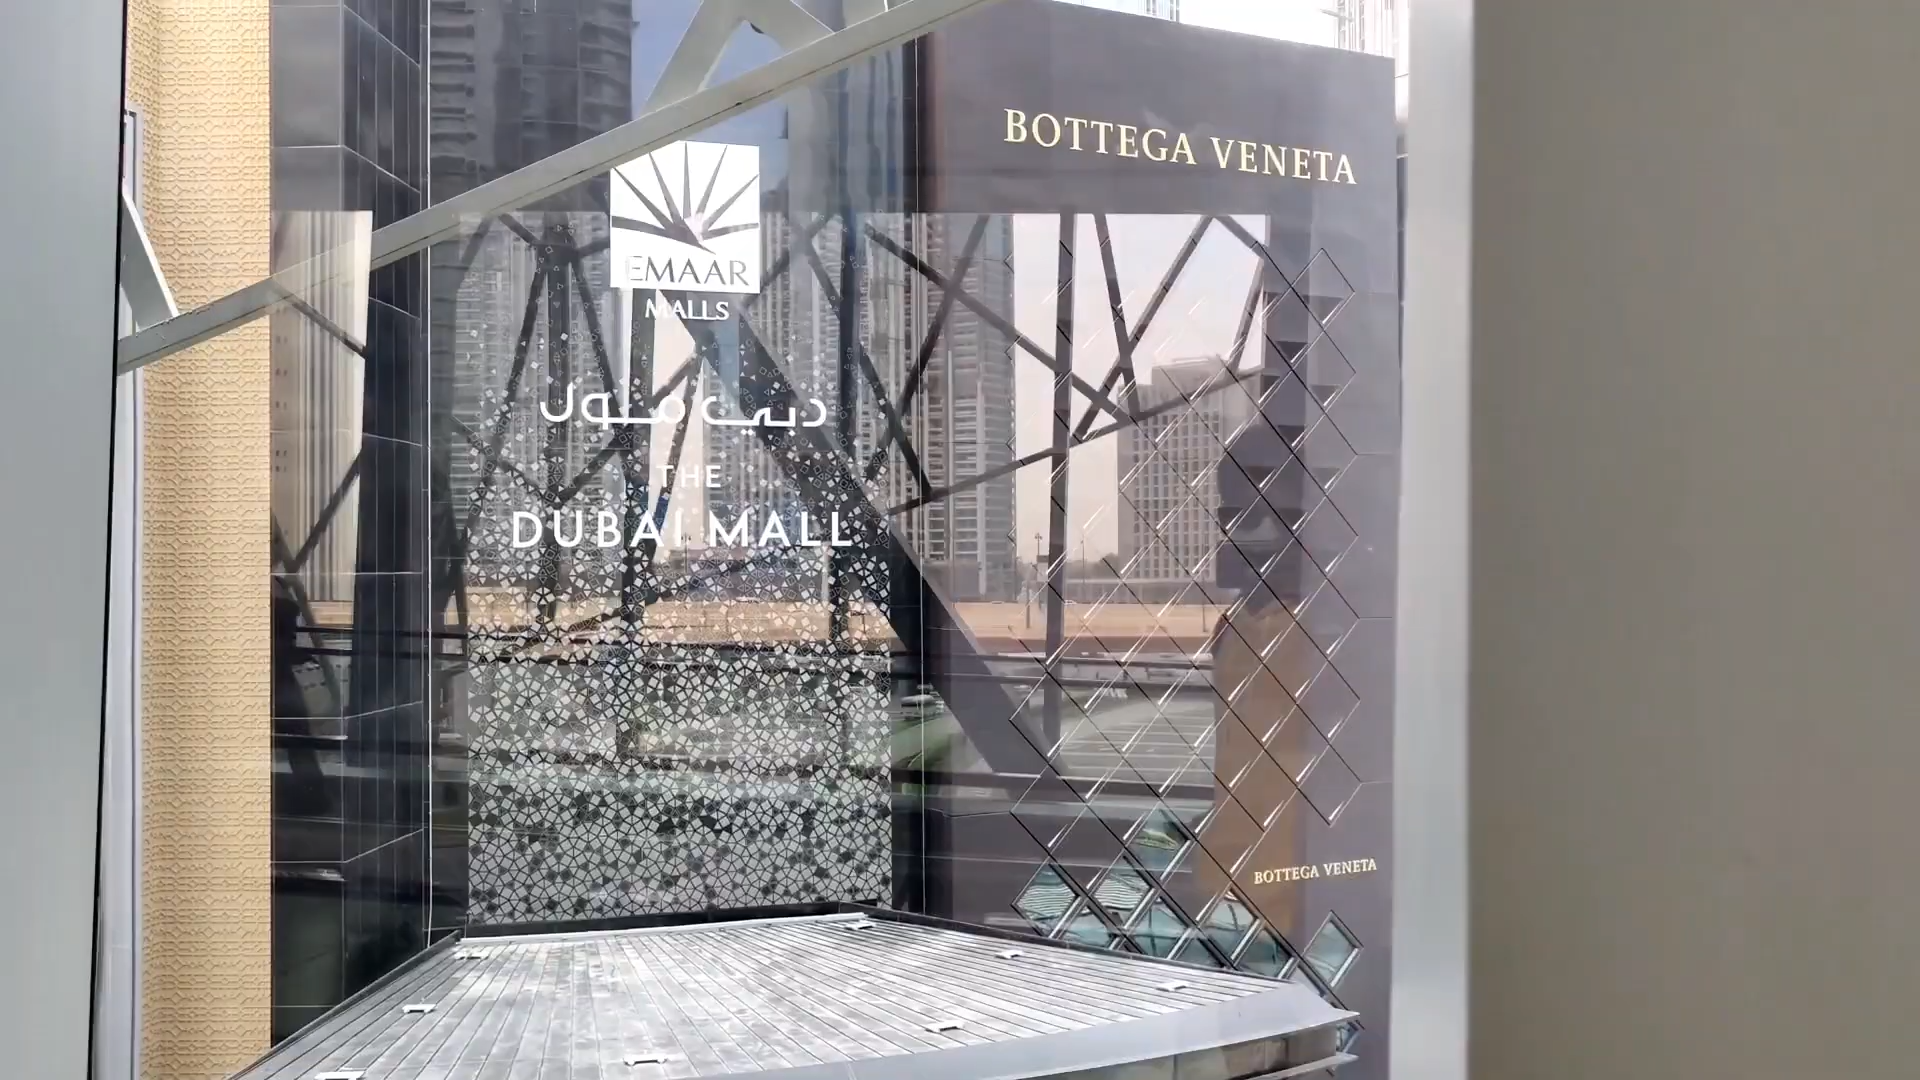 EMAAR
MALLS
دبي مول
THE
DUBAI MALL
BOTTEGA VENETA
BOTTEGA VENETA